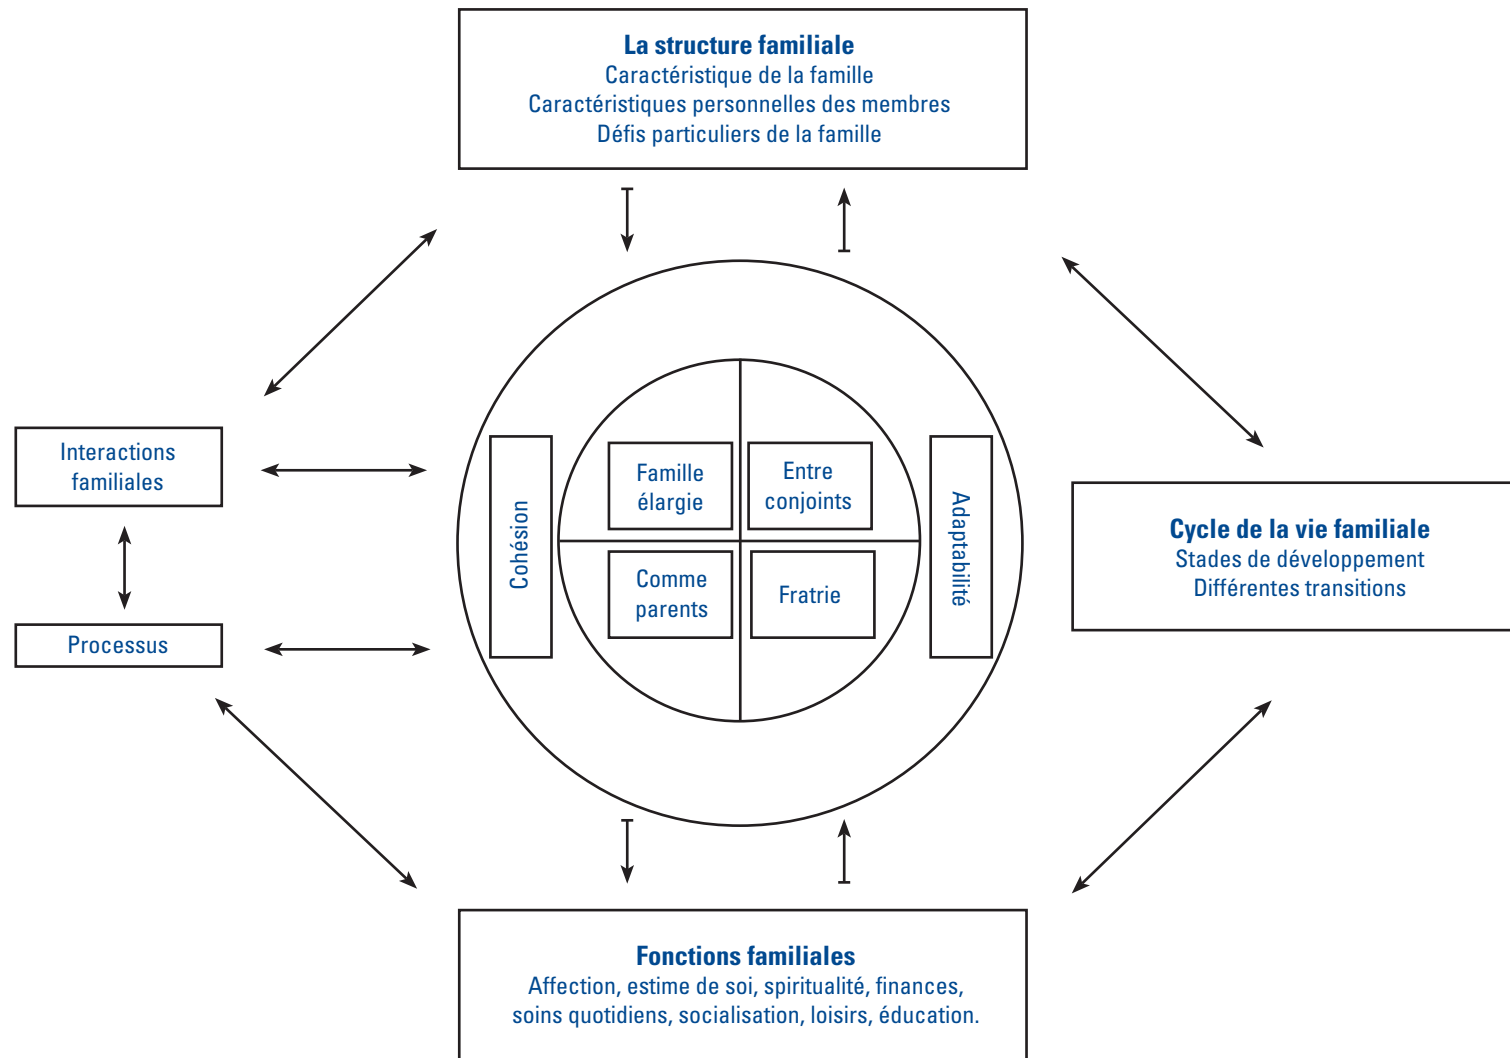 La structure familiale
Caractéristique de la famille
Caractéristiques personnelles des membres
Défis particuliers de la famille
Interactions
familiales
Processus
Cohésion
Famille
élargie
Entre
conjoints
Comme
parents
Fratrie
Adaptabilité
Cycle de la vie familiale
Stades de développement
Différentes transitions
Fonctions familiales
Affection, estime de soi, spiritualité, finances,
soins quotidiens, socialisation, loisirs, éducation.